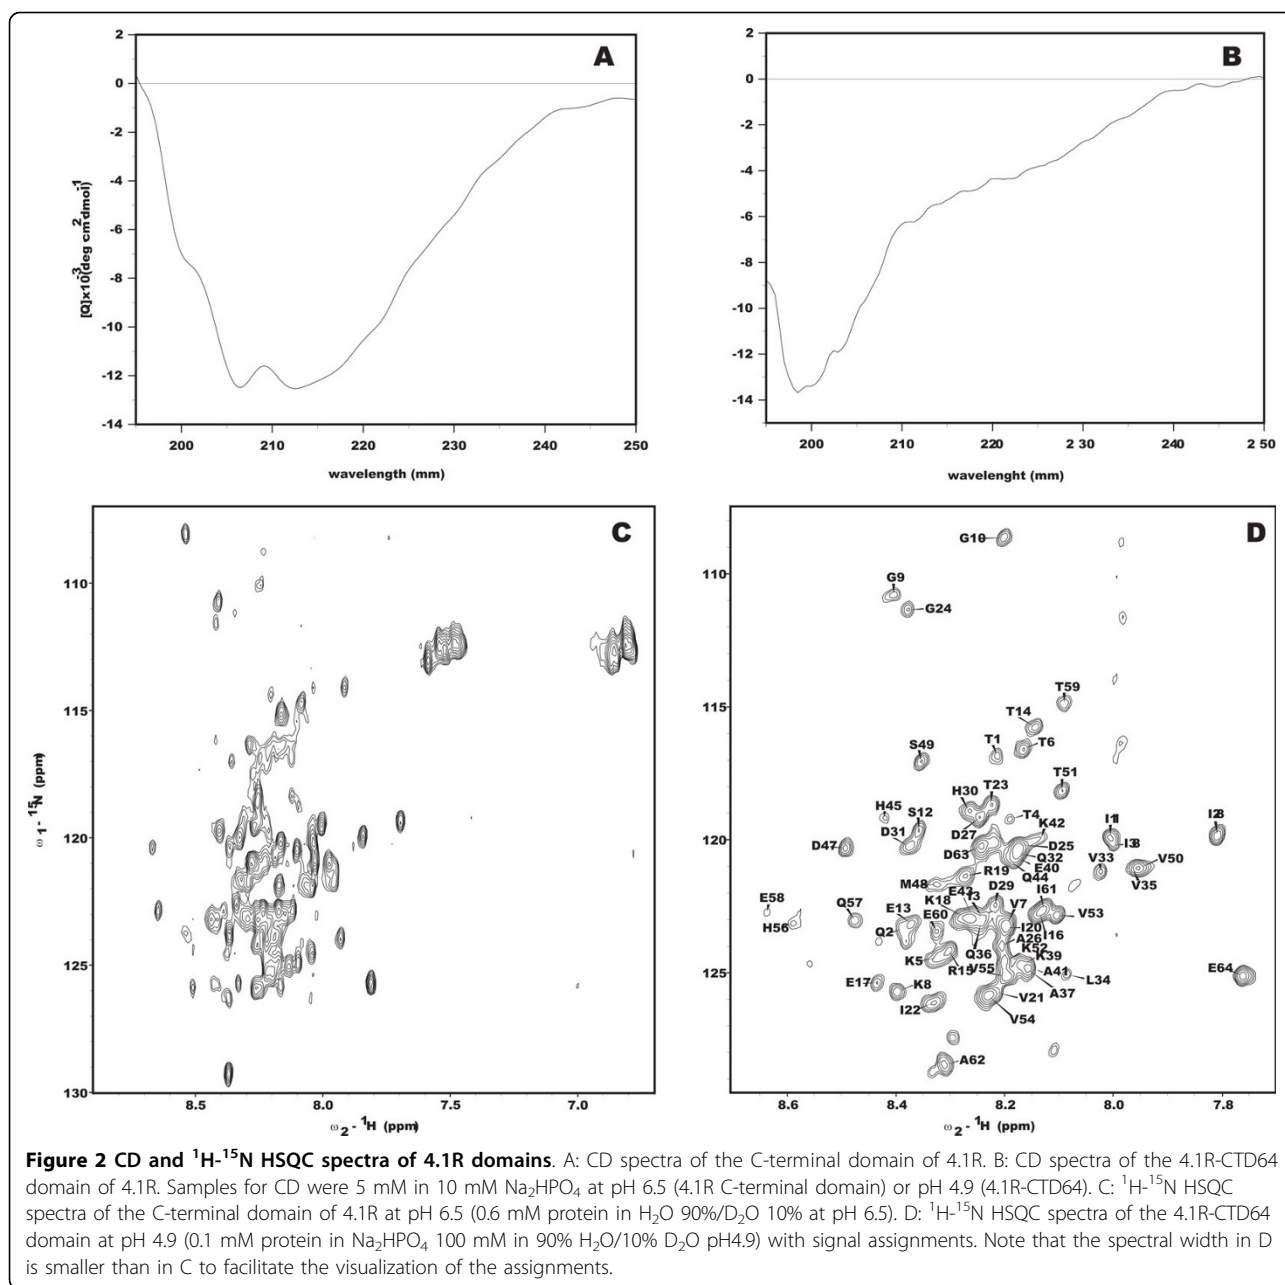 A
2
0
-2
-4
-6
-8
-10
-12
-14
[Q]x10⁻³(deg cm² dmol⁻¹
200 210 220 230 240 250
wavelength (mm)
B
2
0
-2
-4
-6
-8
-10
-12
-14
200 210 220 2 30 240 2 50
wavelenght (mm)
C
110
115
120
125
130
ω₁ - ¹⁵N (ppm)
8.5 8.0 7.5 7.0
ω₂ - ¹H (ppm)
D
110
115
120
125
8.6 8.4 8.2 8.0 7.8
ω₂ - ¹H (ppm)
G10
G9
G24
T59
T14
T1
T6
S49
T51
H30
T23
H45
S12
T4
K42
I11
I28
D31
D27
D25
I38
D47
D63
Q32
V33
V50
E40
R19
Q44
V35
M48
D29
E43
I3
I61
E58
K18
V7
Q57
E13
E60
V53
H56
I20
Q2
A26
I16
K52
Q36
K39
K5
R15
V55
A41
L34
E64
E17
K8
A37
V21
I22
V54
A62
Figure 2 CD and ¹H-¹⁵N HSQC spectra of 4.1R domains. A: CD spectra of the C-terminal domain of 4.1R. B: CD spectra of the 4.1R-CTD64
domain of 4.1R. Samples for CD were 5 mM in 10 mM Na₂HPO₄ at pH 6.5 (4.1R C-terminal domain) or pH 4.9 (4.1R-CTD64). C: ¹H-¹⁵N HSQC
spectra of the C-terminal domain of 4.1R at pH 6.5 (0.6 mM protein in H₂O 90%/D₂O 10% at pH 6.5). D: ¹H-¹⁵N HSQC spectra of the 4.1R-CTD64
domain at pH 4.9 (0.1 mM protein in Na₂HPO₄ 100 mM in 90% H₂O/10% D₂O pH4.9) with signal assignments. Note that the spectral width in D
is smaller than in C to facilitate the visualization of the assignments.